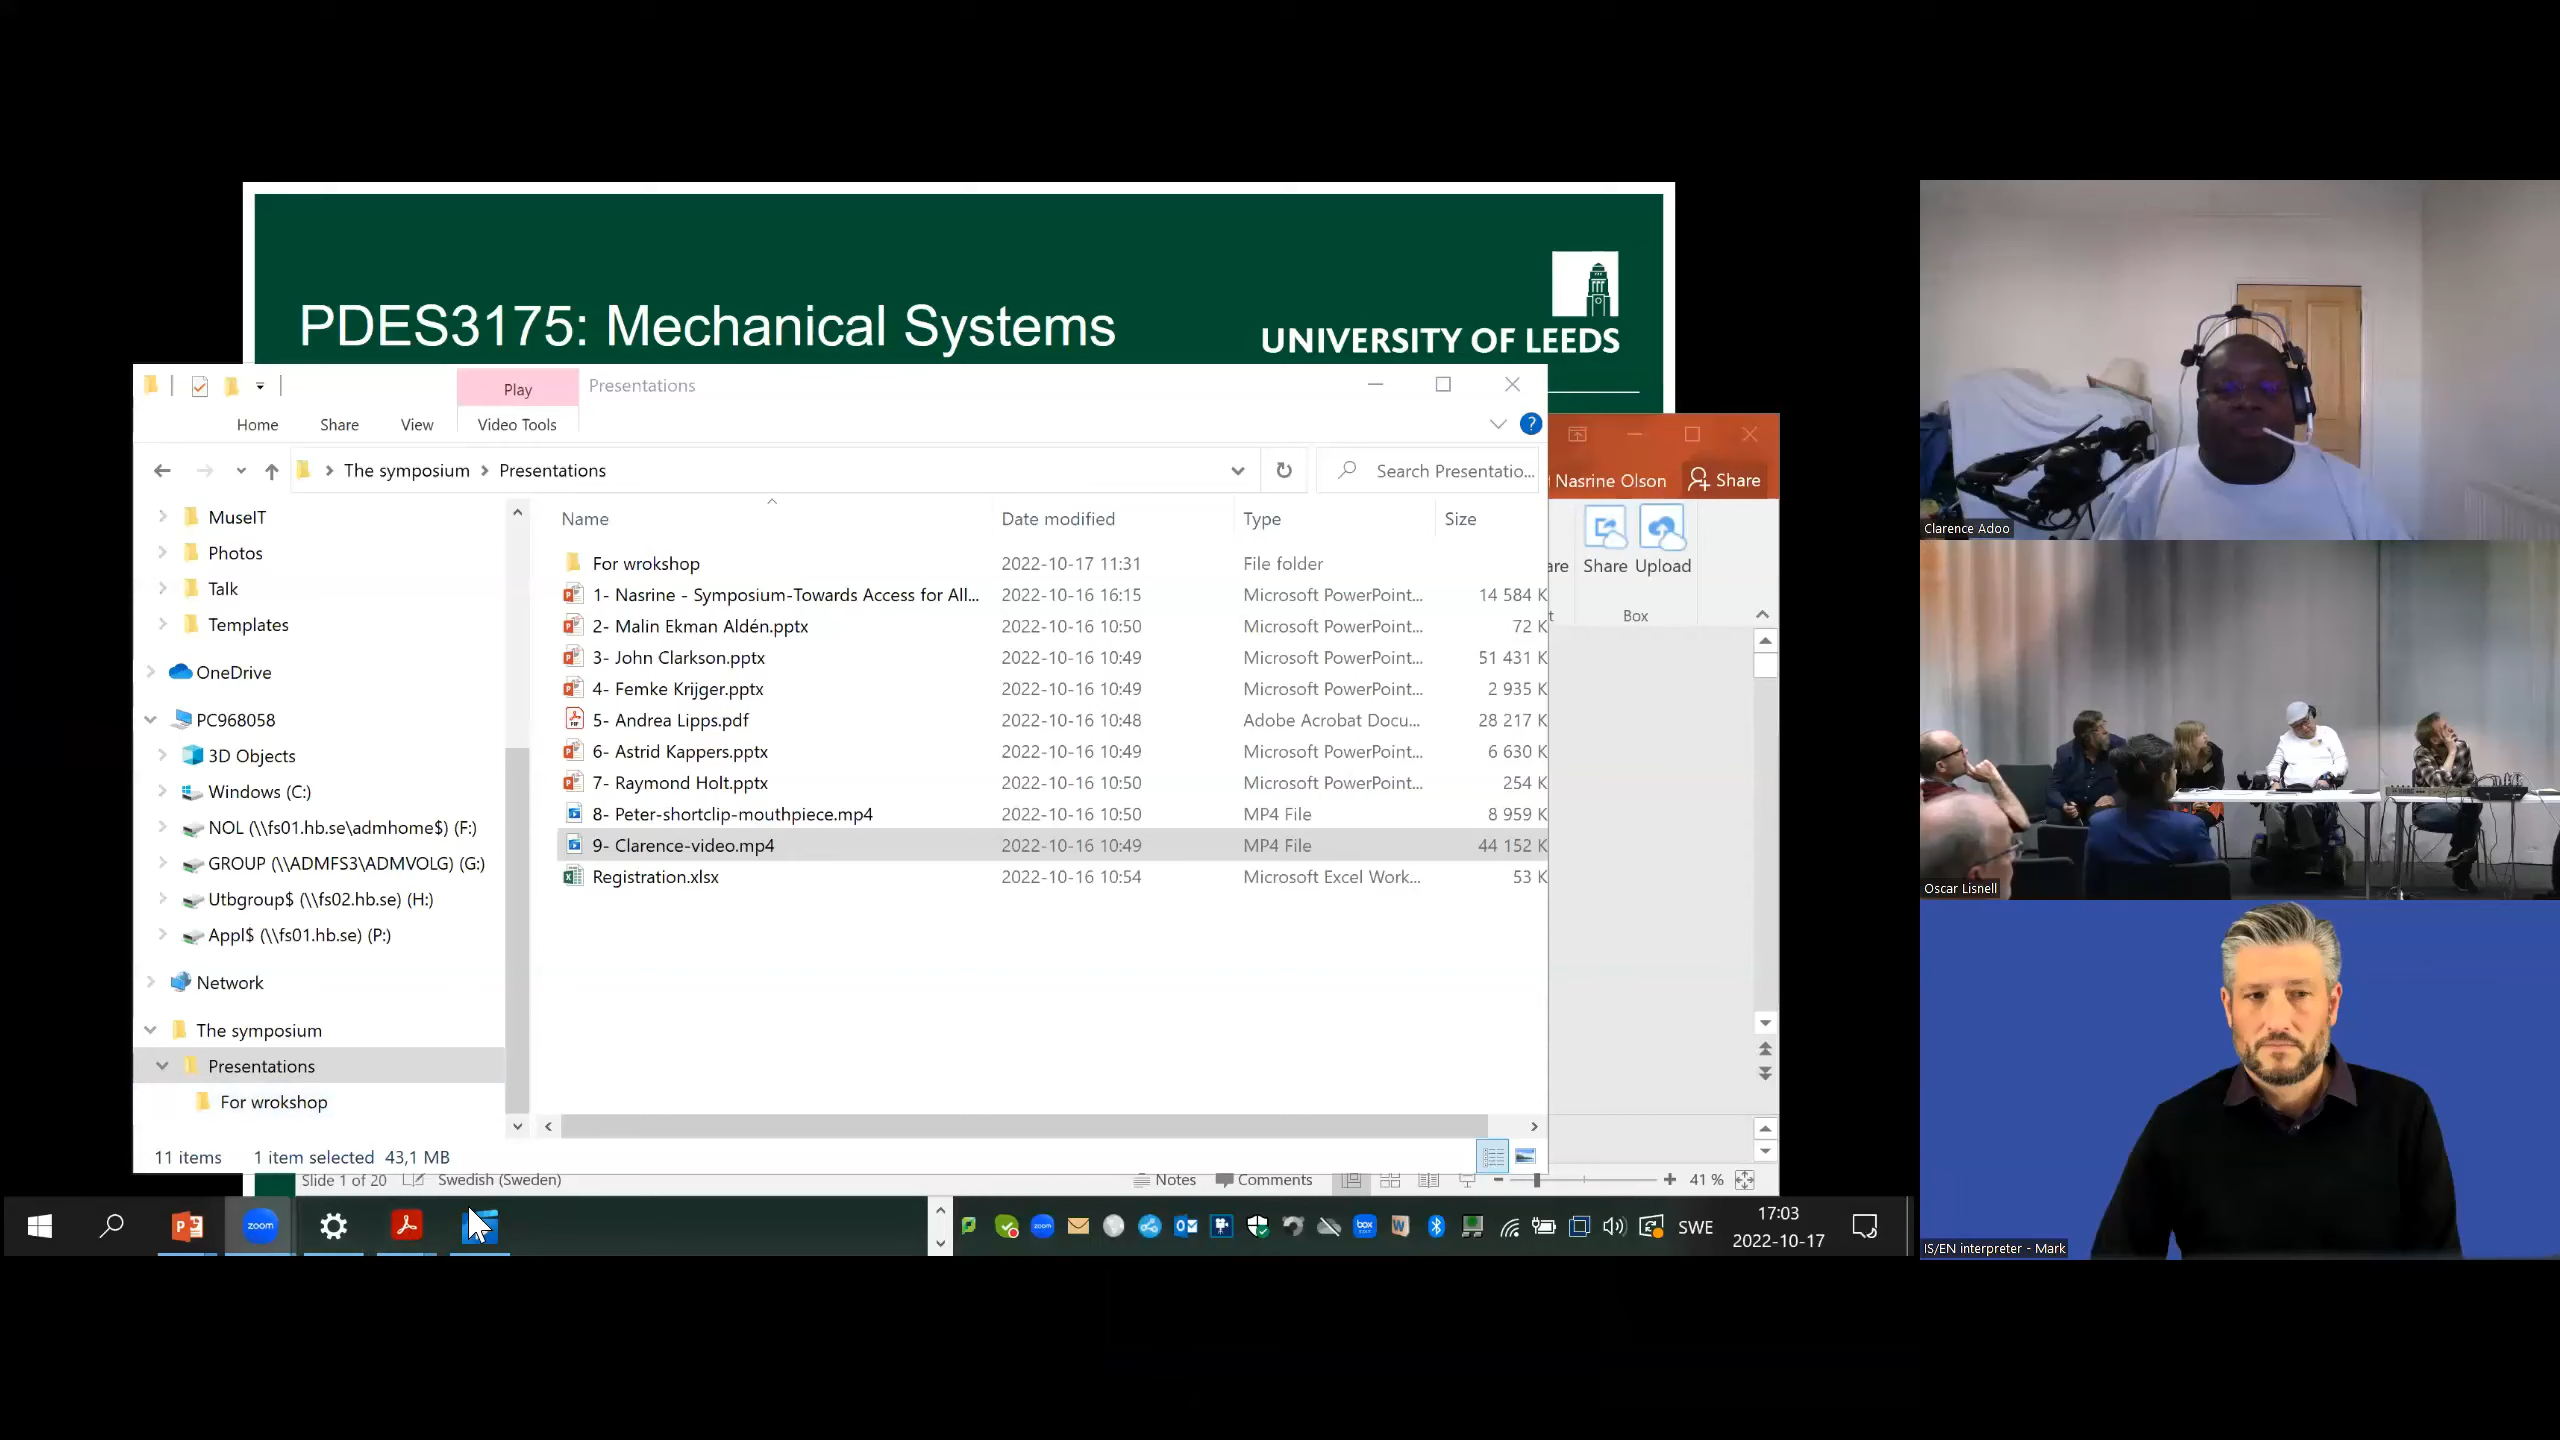 PDES3175: Mechanical Systems
UNIVERSITY OF LEEDS
Play
Presentations
Home
Share
View
Video Tools
The symposium
Presentations
Search Presentatio...
Nasrine Olson
Share
MuseIT
Photos
Talk
Templates
OneDrive
PC968058
3D Objects
Windows (C:)
NOL (\\fs01.hb.se\admhome$) (F:)
GROUP (\\ADMFS3\ADMVOLG) (G:)
Utbgroup$ (\\fs02.hb.se) (H:)
Appl$ (\\fs01.hb.se) (P:)
Network
The symposium
Presentations
For wrokshop
Name Date modified Type Size
For wrokshop 2022-10-17 11:31 File folder
1- Nasrine - Symposium-Towards Access for All... 2022-10-16 16:15 Microsoft PowerPoint... 14 584 K
2- Malin Ekman Aldén.pptx 2022-10-16 10:50 Microsoft PowerPoint... 72 K
3- John Clarkson.pptx 2022-10-16 10:49 Microsoft PowerPoint... 51 431 K
4- Femke Krijger.pptx 2022-10-16 10:49 Microsoft PowerPoint... 2 935 K
5- Andrea Lipps.pdf 2022-10-16 10:48 Adobe Acrobat Docu... 28 217 K
6- Astrid Kappers.pptx 2022-10-16 10:49 Microsoft PowerPoint... 6 630 K
7- Raymond Holt.pptx 2022-10-16 10:50 Microsoft PowerPoint... 254 K
8- Peter-shortclip-mouthpiece.mp4 2022-10-16 10:50 MP4 File 8 959 K
9- Clarence-video.mp4 2022-10-16 10:49 MP4 File 44 152 K
Registration.xlsx 2022-10-16 10:54 Microsoft Excel Work... 53 K
are Share Upload
t Box
11 items 1 item selected 43,1 MB
Slide 1 of 20 Swedish (Sweden) Notes Comments 41 %
zoom
zoom
box
SWE
17:03
2022-10-17
Clarence Adoo
Oscar Lisnell
IS/EN interpreter - Mark